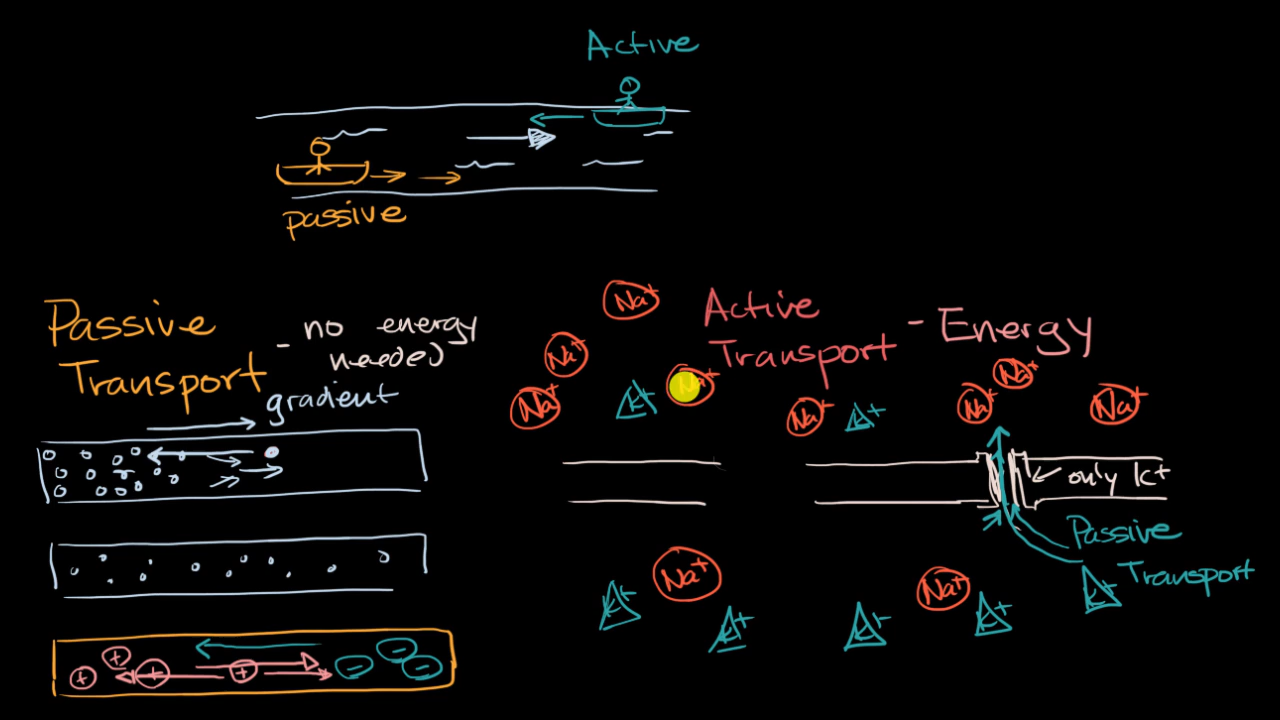 Active
passive
Passive
Transport
- no energy
needed
gradient
Active
Transport
- Energy
Na+
Na+
Na+
Na+
K+
Na+
K+
Na+
Na+
Na+
only K+
Passive
Transport
Na+
K+
K+
Na+
K+
K+
K+
+
+
+
+
-
-
-